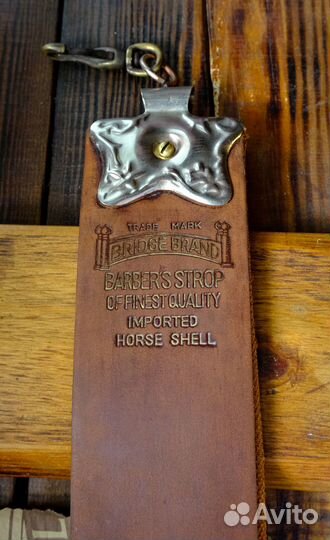 TRADE MARK
BRIDGE BRAND
BARBER'S STROP
OF FINEST QUALITY
IMPORTED
HORSE SHELL
Avito